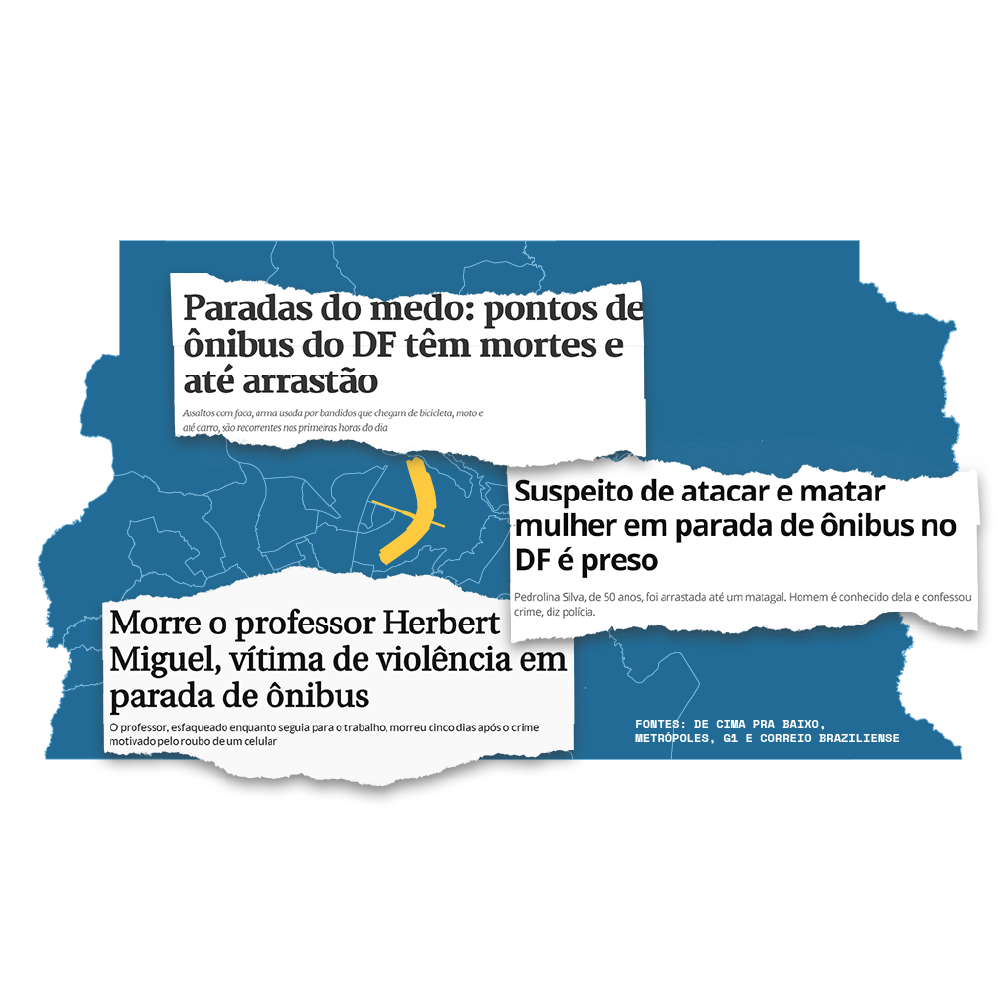 Paradas do medo: pontos de
ônibus do DF têm mortes e
até arrastão
Assaltos com faca, arma usada por bandidos que chegam de bicicleta, moto e
até carro, são recorrentes nas primeiras horas do dia
Suspeito de atacar e matar
mulher em parada de ônibus no
DF é preso
Pedrolina Silva, de 50 anos, foi arrastada até um matagal. Homem é conhecido dela e confessou
crime, diz polícia.
Morre o professor Herbert
Miguel, vítima de violência em
parada de ônibus
O professor, esfaqueado enquanto seguia para o trabalho, morreu cinco dias após o crime
motivado pelo roubo de um celular
FONTES: DE CIMA PRA BAIXO,
METRÓPOLES, G1 E CORREIO BRAZILIENSE